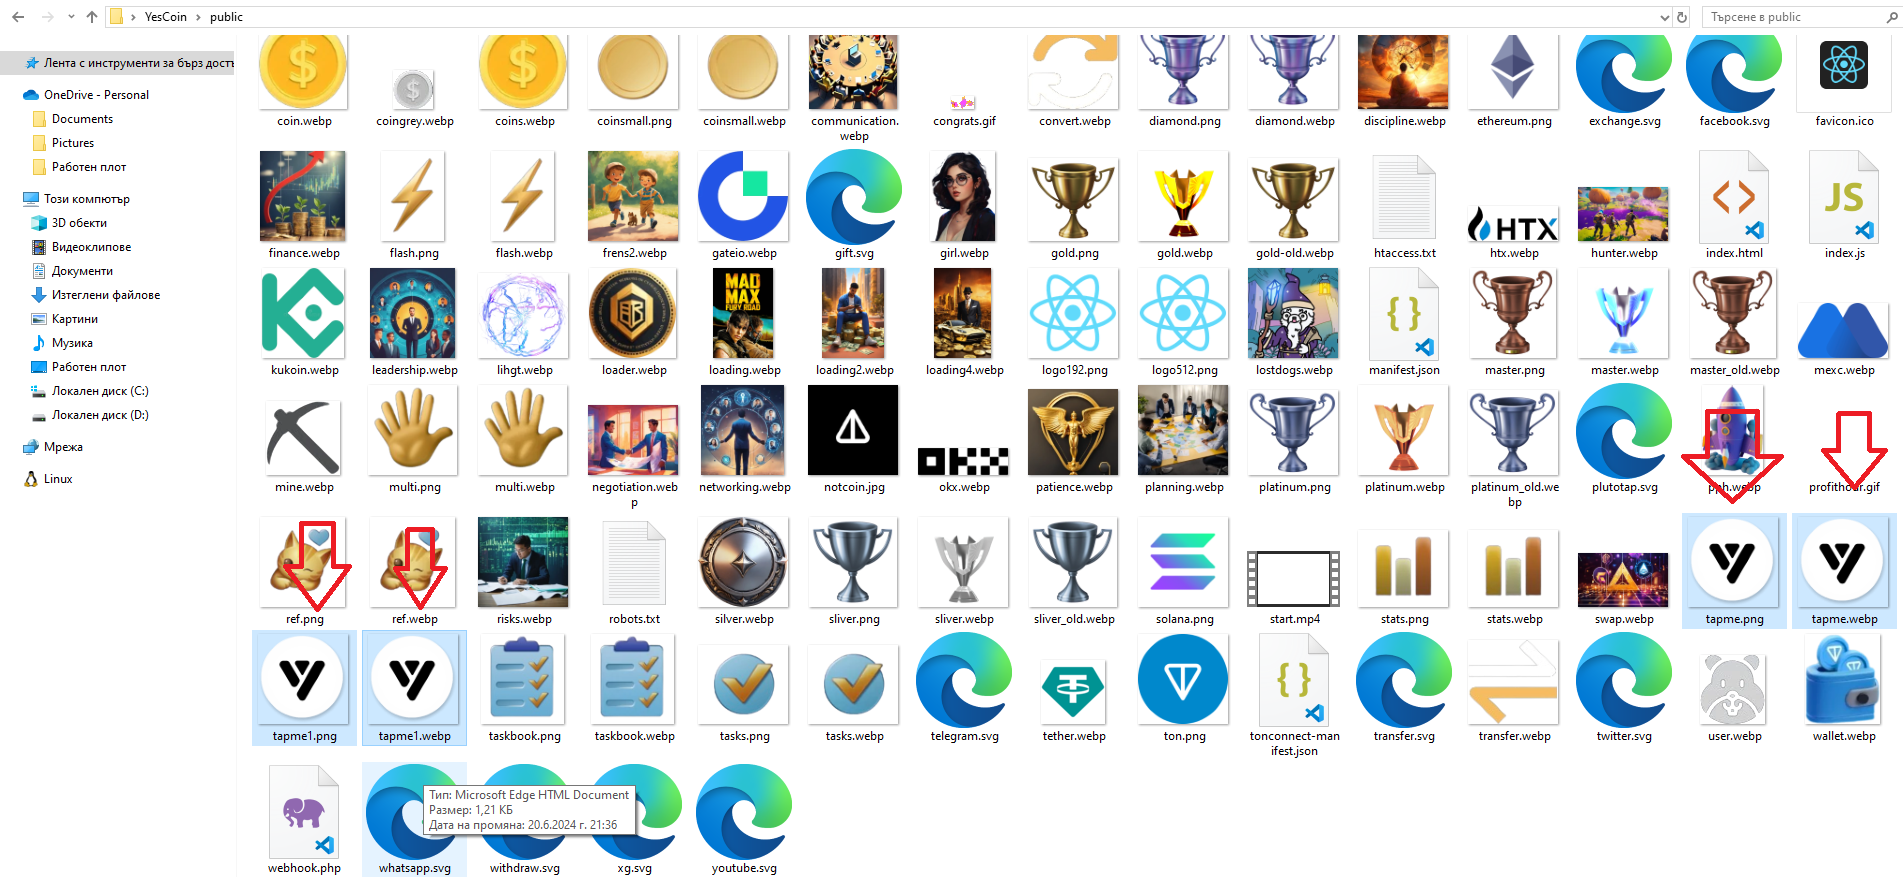 YesCoin › public
Търсене в public
Лента с инструменти за бърз достъ
OneDrive - Personal
Documents
Pictures
Работен плот
Този компютър
3D обекти
Видеоклипове
Документи
Изтеглени файлове
Картини
Музика
Работен плот
Локален диск (C:)
Локален диск (D:)
Мрежа
Linux
coin.webp
coingrey.webp
coins.webp
coinsmall.png
coinsmall.webp
communication.
webp
congrats.gif
convert.webp
diamond.png
diamond.webp
discipline.webp
ethereum.png
exchange.svg
facebook.svg
favicon.ico
HTX
JS
finance.webp
flash.png
flash.webp
frens2.webp
gateio.webp
gift.svg
girl.webp
gold.png
gold.webp
gold-old.webp
htaccess.txt
htx.webp
hunter.webp
index.html
index.js
MAD
MAX
FURY ROAD
kukoin.webp
leadership.webp
lihgt.webp
loader.webp
loading.webp
loading2.webp
loading4.webp
logo192.png
logo512.png
lostdogs.webp
manifest.json
master.png
master.webp
master_old.webp
mexc.webp
mine.webp
multi.png
multi.webp
negotiation.web
p
networking.webp
notcoin.jpg
okx.webp
patience.webp
planning.webp
platinum.png
platinum.webp
platinum_old.we
bp
plutotap.svg
pph.webp
profithour.gif
ref.png
ref.webp
risks.webp
robots.txt
silver.webp
sliver.png
sliver.webp
sliver_old.webp
solana.png
start.mp4
stats.png
stats.webp
swap.webp
tapme.png
tapme.webp
tapme1.png
tapme1.webp
taskbook.png
taskbook.webp
tasks.png
tasks.webp
telegram.svg
tether.webp
ton.png
tonconnect-man
ifest.json
transfer.svg
transfer.webp
twitter.svg
user.webp
wallet.webp
Тип: Microsoft Edge HTML Document
Размер: 1,21 КБ
Дата на промяна: 20.6.2024 г. 21:36
webhook.php
whatsapp.svg
withdraw.svg
xg.svg
youtube.svg